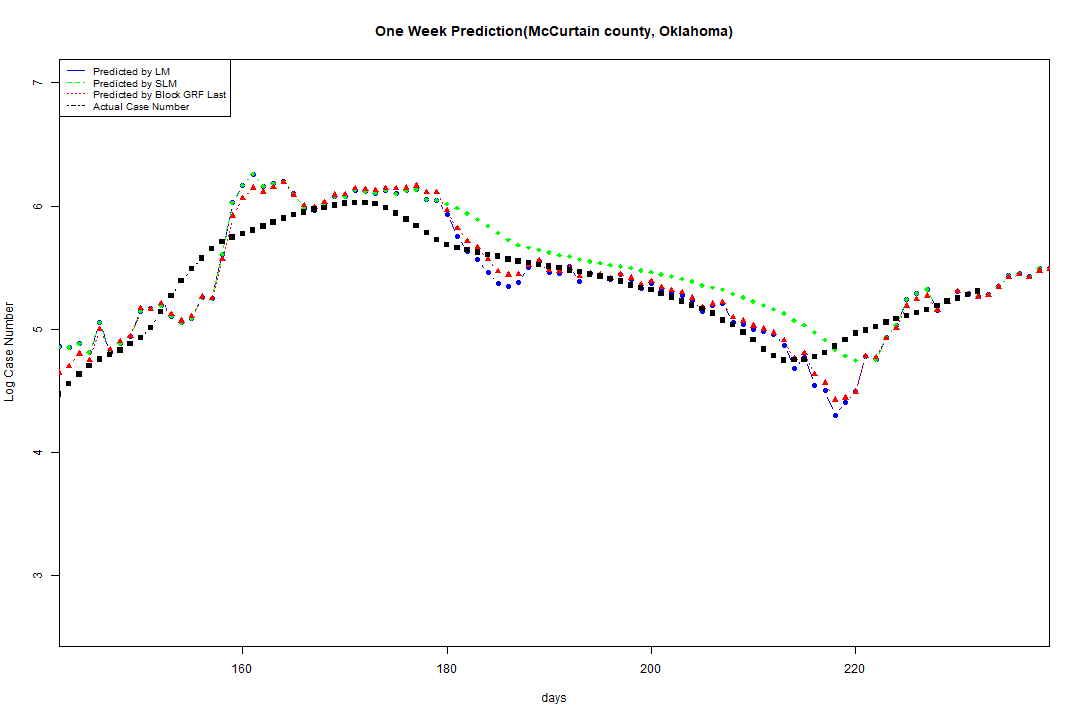 One Week Prediction(McCurtain county, Oklahoma)
Predicted by LM
Predicted by SLM
Predicted by Block GRF Last
Actual Case Number
7
6
5
4
3
Log Case Number
160 180 200 220
days